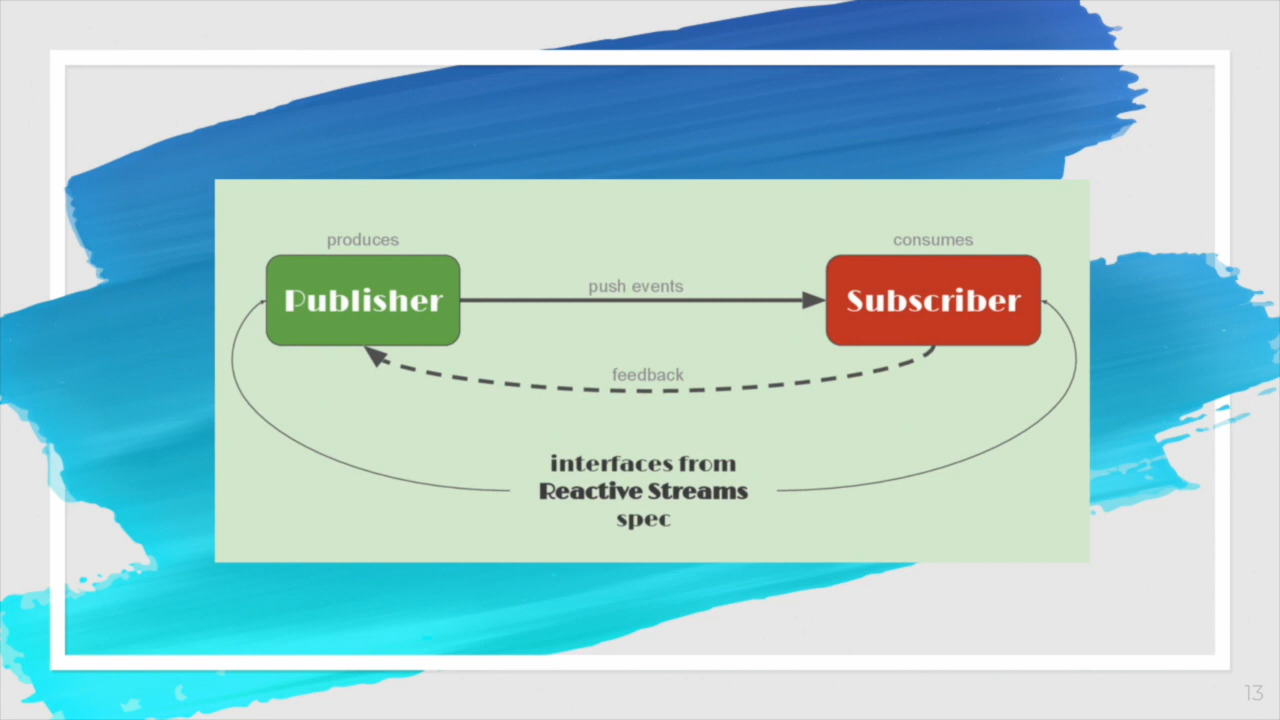 produces
consumes
Publisher
push events
Subscriber
feedback
interfaces from
Reactive Streams
spec
13